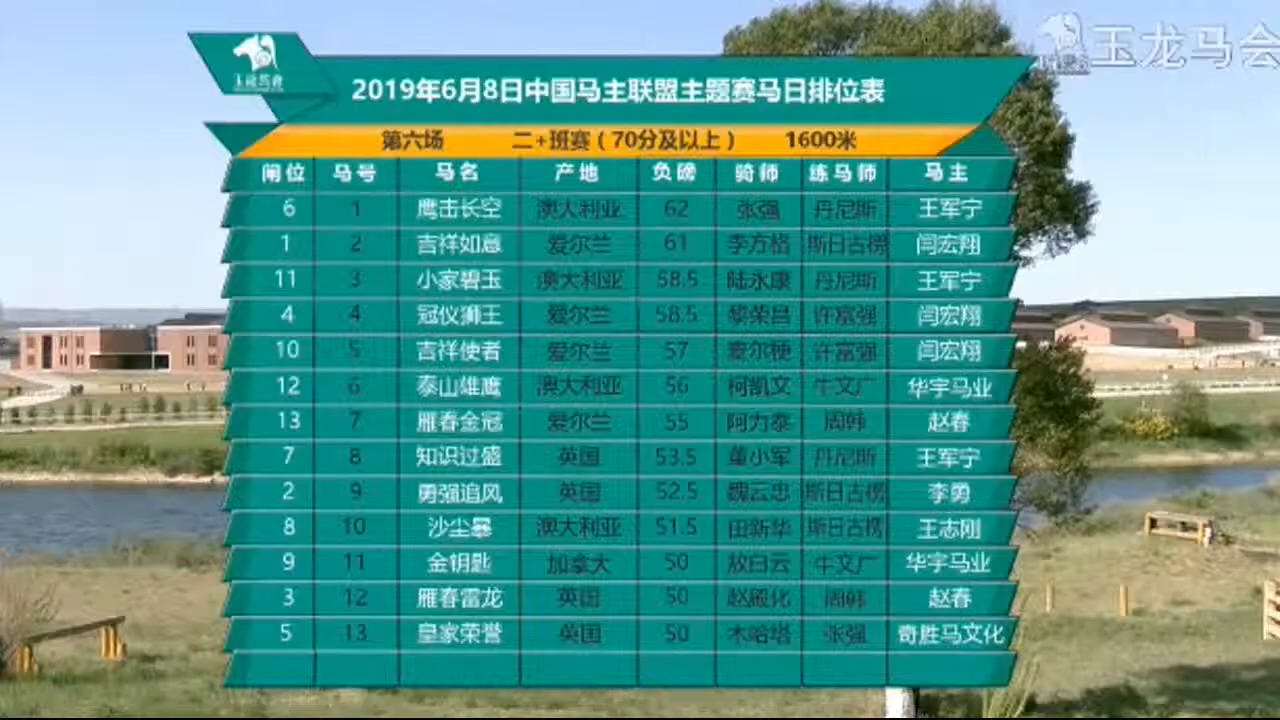 玉龙马会
玉龍馬會
2019年6月8日中国马主联盟主题赛马日排位表
第六场 二+班赛（70分及以上） 1600米
闸位 马号 马名 产地 负磅 骑师 练马师 马主
6 1 鹰击长空 澳大利亚 62 张强 丹尼斯 王军宁
1 2 吉祥如意 爱尔兰 61 李方格 斯日古楞 闫宏翔
11 3 小家碧玉 澳大利亚 58.5 陆永康 丹尼斯 王军宁
4 4 冠仪狮王 爱尔兰 58.5 黎荣昌 许富强 闫宏翔
10 5 吉祥使者 爱尔兰 57 麦尔梗 许富强 闫宏翔
12 6 泰山雄鹰 澳大利亚 56 柯凯文 牛文广 华宇马业
13 7 雁春金冠 爱尔兰 55 阿力泰 周韩 赵春
7 8 知识过盛 英国 53.5 董小军 丹尼斯 王军宁
2 9 勇强追风 英国 52.5 魏云忠 斯日古楞 李勇
8 10 沙尘暴 澳大利亚 51.5 田新华 斯日古楞 王志刚
9 11 金钥匙 加拿大 50 敖白云 牛文广 华宇马业
3 12 雁春雷龙 英国 50 赵殿化 周韩 赵春
5 13 皇家荣誉 英国 50 木哈塔 张强 奇胜马文化